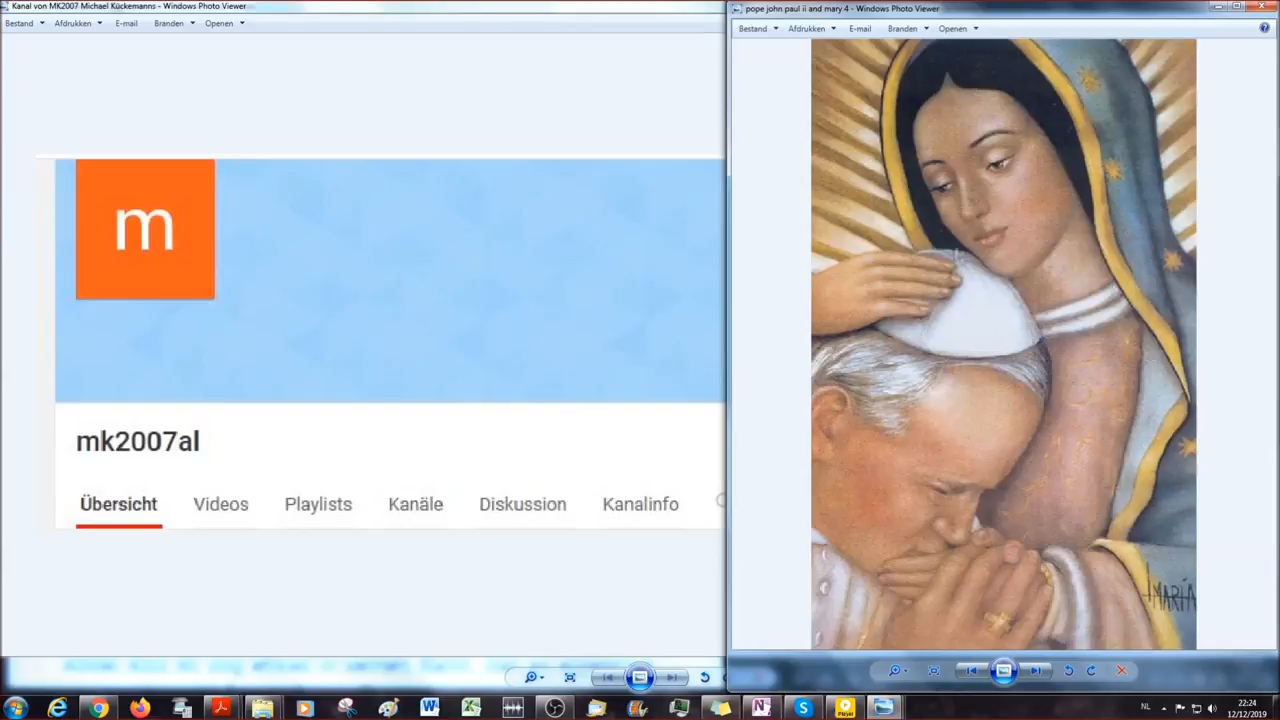 Kanal von MK2007 Michael Kückemanns - Windows Photo Viewer
Bestand Afdrukken E-mail Branden Openen
m
mk2007al
Übersicht Videos Playlists Kanäle Diskussion Kanalinfo
pope john paul ii and mary 4 - Windows Photo Viewer
Bestand Afdrukken E-mail Branden Openen
MARÍA
NL
22:24
12/12/2019